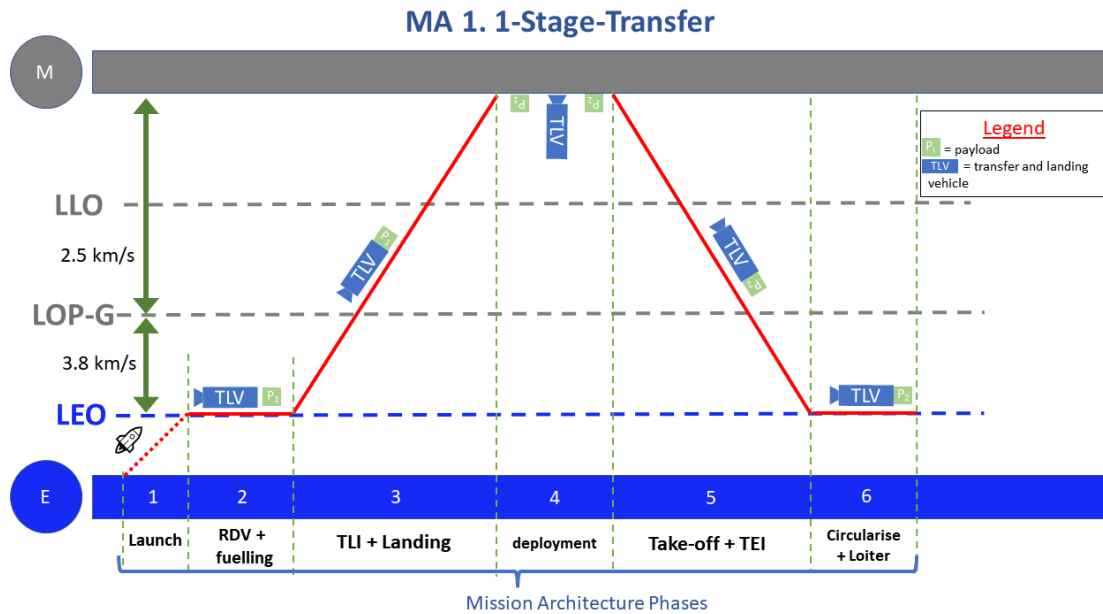 MA 1. 1-Stage-Transfer
M
P1
P2
TLV
Legend
Pi = payload
TLV = transfer and landing
vehicle
LLO
P1
TLV
TLV
P2
2.5 km/s
LOP-G
3.8 km/s
TLV P1
TLV P2
LEO
E
1 2 3 4 5 6
Launch
RDV +
fuelling
TLI + Landing
deployment
Take-off + TEI
Circularise
+ Loiter
Mission Architecture Phases